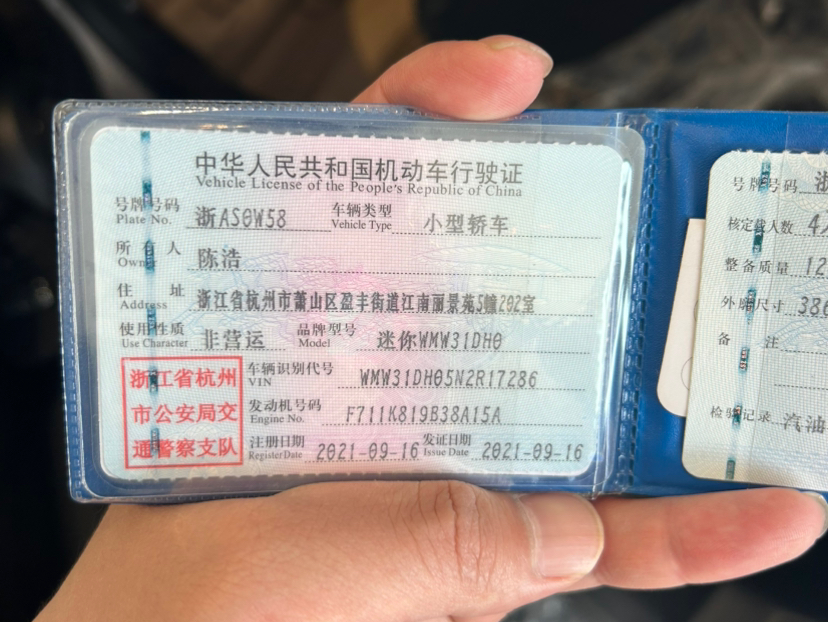 中华人民共和国机动车行驶证
Vehicle License of the People's Republic of China
号牌号码 浙AS0W58 车辆类型 小型轿车
Plate No. Vehicle Type
所有人 陈浩
Owner
住址 浙江省杭州市萧山区盈丰街道江南丽景苑5幢202室
Address
使用性质 非营运 品牌型号 迷你WMW31DH0
Use Character Model
浙江省杭州
市公安局交
通警察支队
车辆识别代号 WMW31DH05N2R17286
VIN
发动机号码 F711K819B38A15A
Engine No.
注册日期 2021-09-16 发证日期 2021-09-16
Register Date Issue Date
号牌号码 浙
核定载人数 4人
整备质量 12
外廓尺寸 386
备注
检验记录 汽油